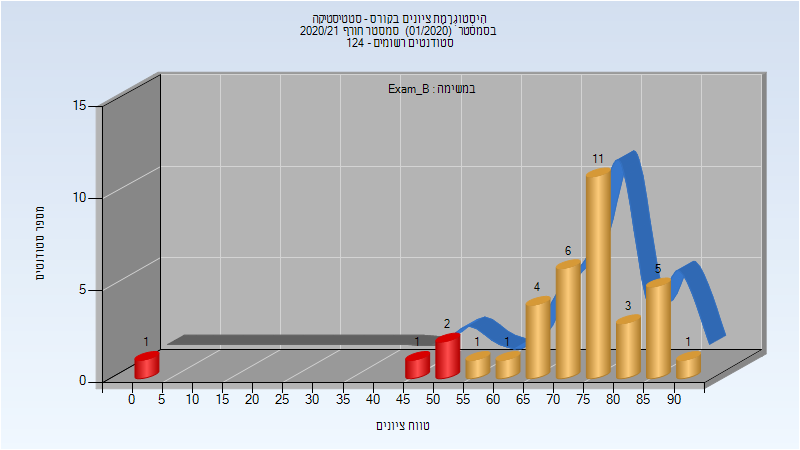 היסטוגרמת ציונים בקורס - סטטיסטיקה
בסמסטר (01/2020) סמסטר חורף 2020/21
סטודנטים רשומים - 124
במשימה : Exam_B
מספר סטודנטים
15
10
5
0
1
1
2
1
1
4
6
11
3
5
1
0 5 10 15 20 25 30 35 40 45 50 55 60 65 70 75 80 85 90
טווח ציונים